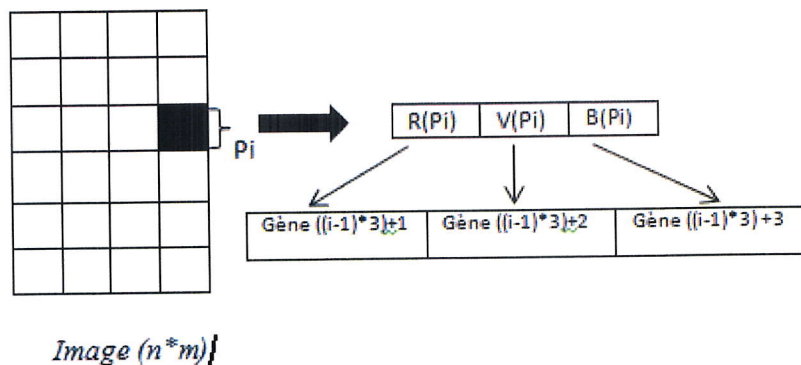 Pi
R(Pi) V(Pi) B(Pi)
Gène ((i-1)*3)+1 Gène ((i-1)*3)+2 Gène ((i-1)*3) +3
Image (n*m)